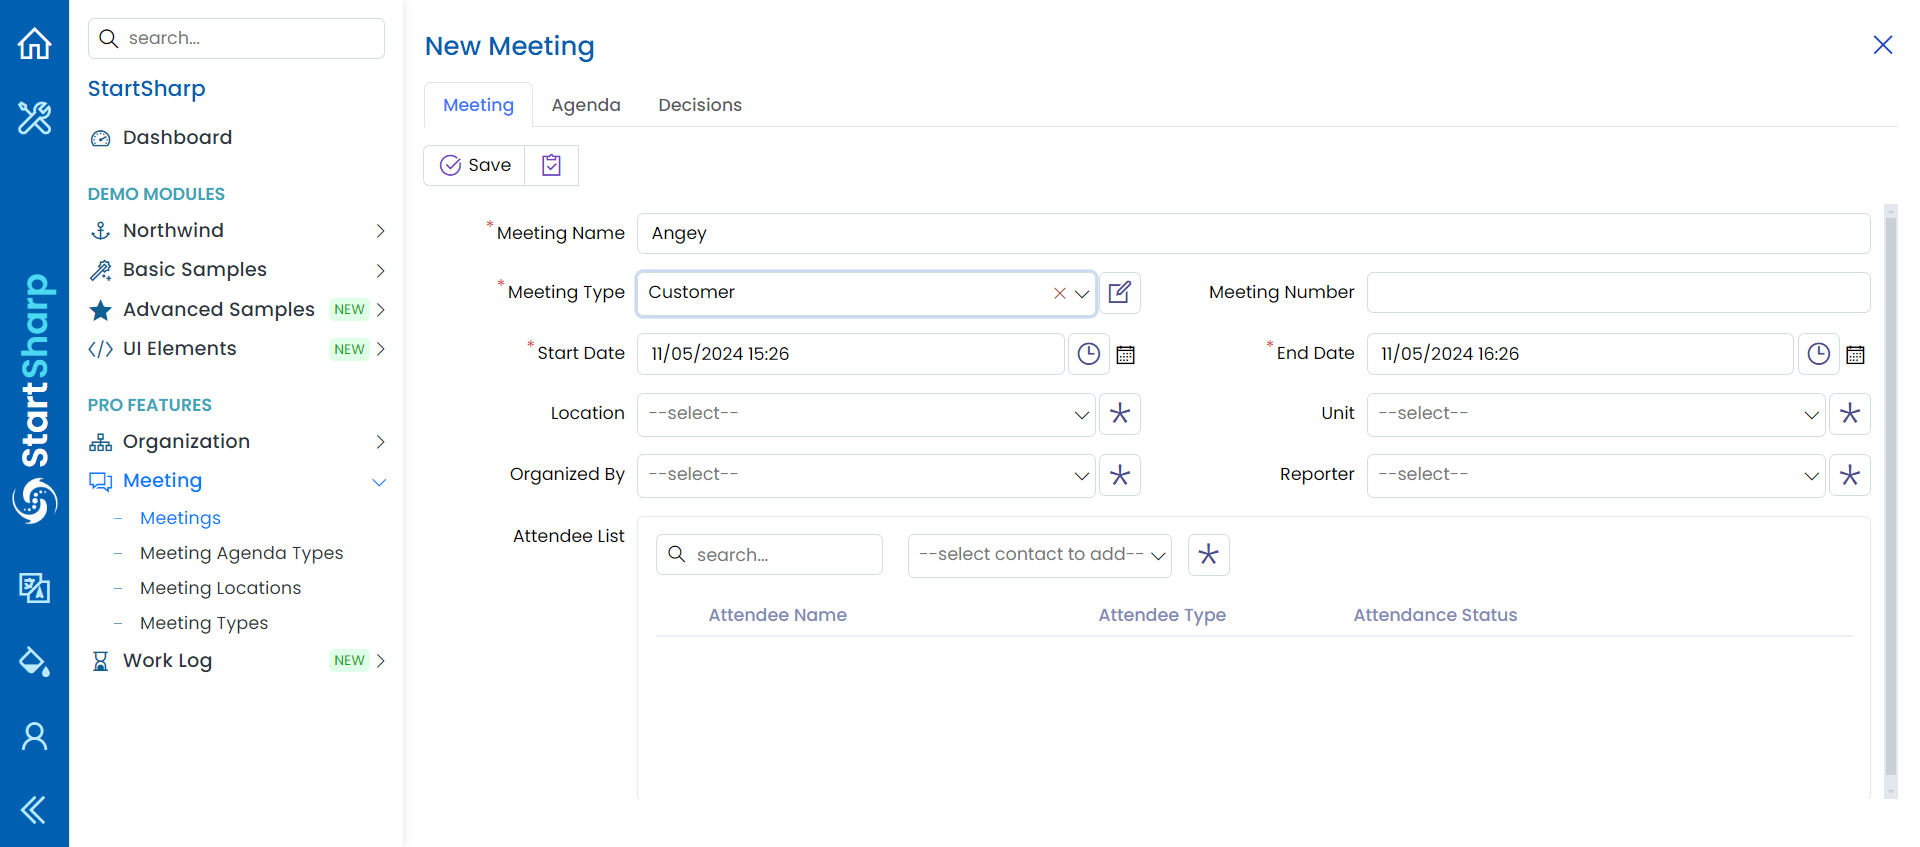 search...
StartSharp
Dashboard
DEMO MODULES
Northwind
Basic Samples
Advanced Samples NEW
UI Elements NEW
PRO FEATURES
Organization
Meeting
Meetings
Meeting Agenda Types
Meeting Locations
Meeting Types
Work Log NEW
StartSharp
New Meeting
Meeting Agenda Decisions
Save
* Meeting Name Angey
* Meeting Type Customer Meeting Number
* Start Date 11/05/2024 15:26 * End Date 11/05/2024 16:26
Location --select-- Unit --select--
Organized By --select-- Reporter --select--
Attendee List search... --select contact to add--
Attendee Name Attendee Type Attendance Status